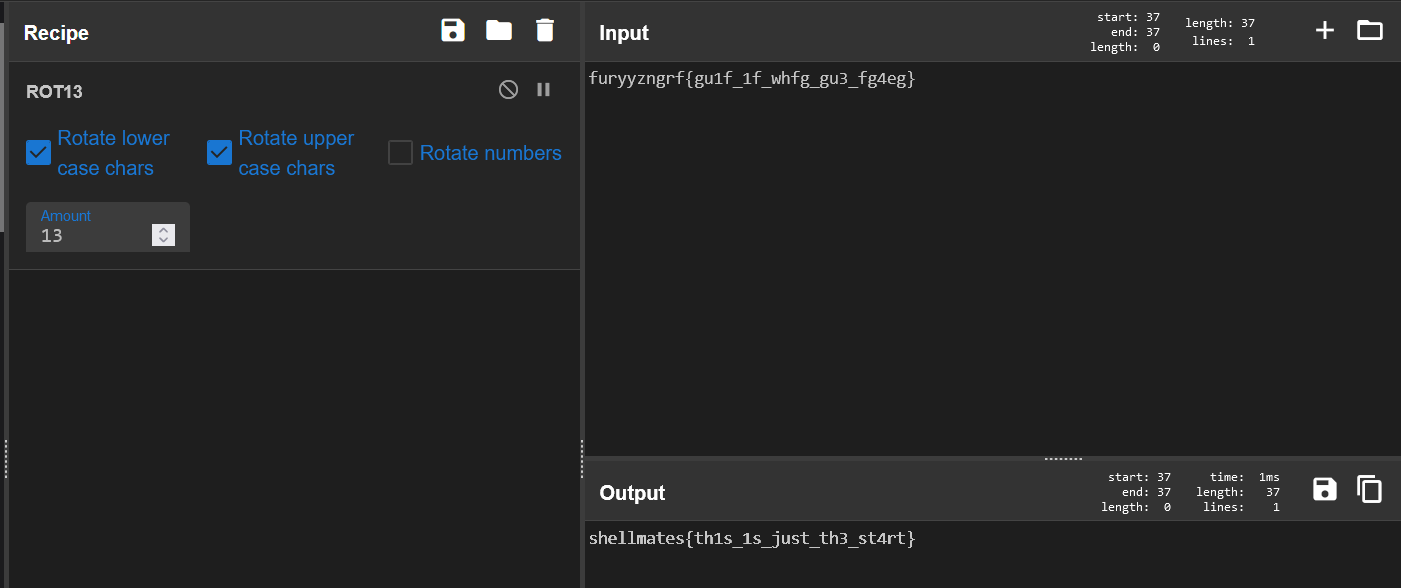 Recipe
ROT13
Rotate lower case chars
Rotate upper case chars
Rotate numbers
Amount
13
Input
start: 37
end: 37
length: 0
length: 37
lines: 1
furyyzngrf{gu1f_1f_whfg_gu3_fg4eg}
Output
start: 37
end: 37
length: 0
time: 1ms
length: 37
lines: 1
shellmates{th1s_1s_just_th3_st4rt}